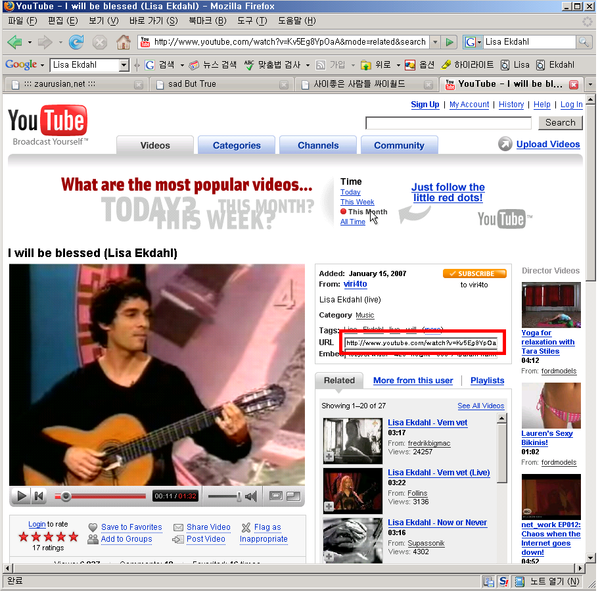 YouTube - I will be blessed (Lisa Ekdahl) - Mozilla Firefox
파일 (F) 편집 (E) 보기 (V) 바로 가기 (S) 북마크 (B) 도구 (T) 도움말 (H)
http://www.youtube.com/watch?v=Kv5Eg8YpOaA&mode=related&search Lisa Ekdahl
Google Lisa Ekdahl 검색 뉴스 검색 맞춤법 검사 가입 위로 옵션 하이라이트 Lisa Ekdahl
::: zaurusian,net :::: sad But True 사이좋은 사람들 싸이월드 YouTube - I will be bl...
Sign Up | My Account | History | Help | Log In
YouTube
Broadcast Yourself™
Search
Videos Categories Channels Community Upload Videos
What are the most popular videos...
TODAY? THIS MONTH?
THIS WEEK?
Time
Today
This Week
This Month
All Time
Just follow the
little red dots!
YouTube™
I will be blessed (Lisa Ekdahl)
4
Added: January 15, 2007
From: viri4to
SUBSCRIBE
to viri4to
Lisa Ekdahl (live)
Category Music
Tags: Lisa Ekdahl live will (more)
URL http://www.youtube.com/watch?v=Kv5Eg8YpOa
Related More from this user Playlists
Showing 1-20 of 27 See All Videos
Lisa Ekdahl - Vem vet
03:17
From: fredrikbigmac
Views: 24257
Lisa Ekdahl - Vem vet (Live)
03:22
From: Follins
Views: 3136
Lisa Ekdahl - Now or Never
03:16
From: Supassonik
Views: 4302
Director Videos
Yoga for
relaxation with
Tara Stiles
04:12
From: fordmodels
Lauren's Sexy
Bikinis!
01:02
From: fordmodels
net_work EP012:
Chaos when the
Internet goes
down!
04:52
00:11 / 01:32
Login to rate
17 ratings
Save to Favorites Share Video Flag as
Add to Groups Post Video Inappropriate
완료
노트 열기 (N)